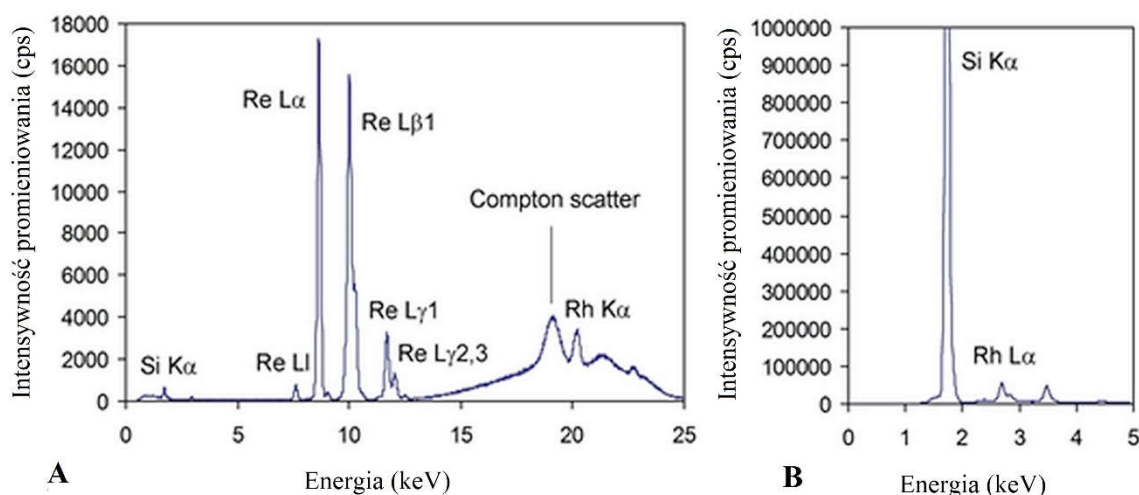 Intensywność promieniowania (cps)
18000
16000
14000
12000
10000
8000
6000
4000
2000
0
Re Lα
Re Lβ1
Compton scatter
Re Lγ1
Rh Kα
Re Lγ2,3
Si Kα
Re Ll
0 5 10 15 20 25
A
Energia (keV)
Intensywność promieniowania (cps)
1000000
900000
800000
700000
600000
500000
400000
300000
200000
100000
0
Si Kα
Rh Lα
0 1 2 3 4 5
B
Energia (keV)